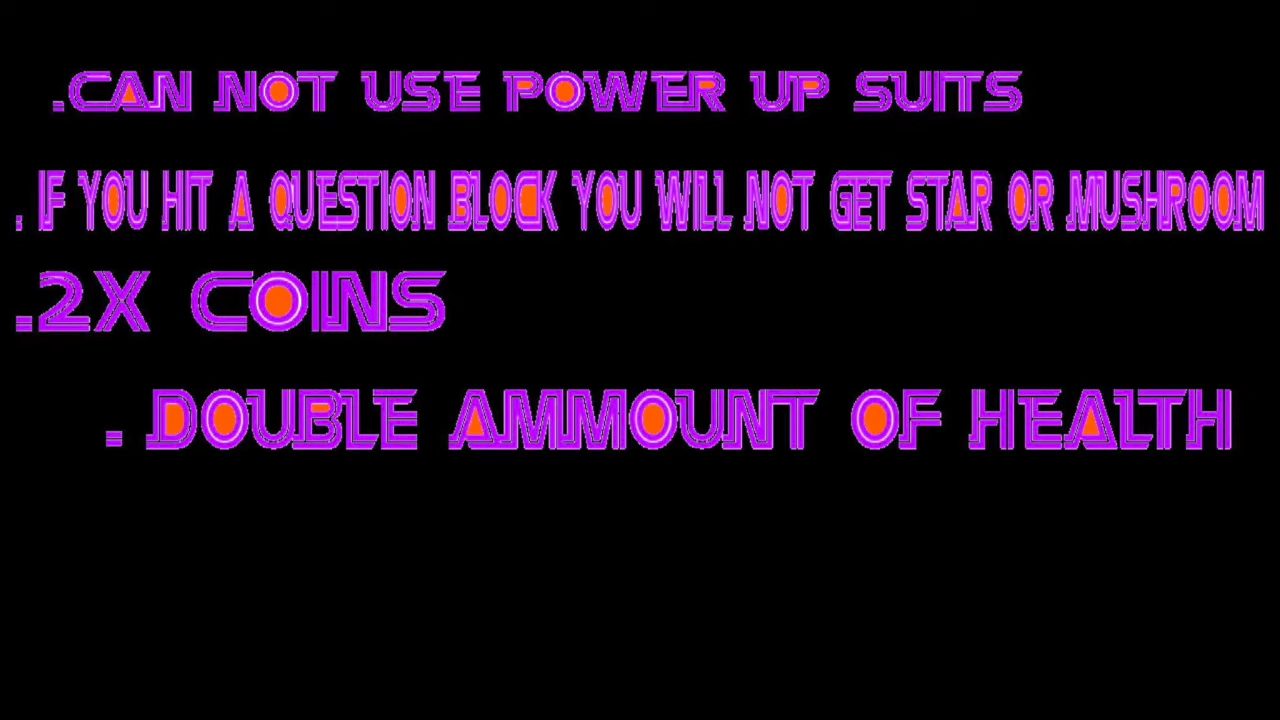 .CAN NOT USE POWER UP SUITS
. IF YOU HIT A QUESTION BLOCK YOU WILL NOT GET STAR OR MUSHROOM
.2X COINS
. DOUBLE AMMOUNT OF HEALTH